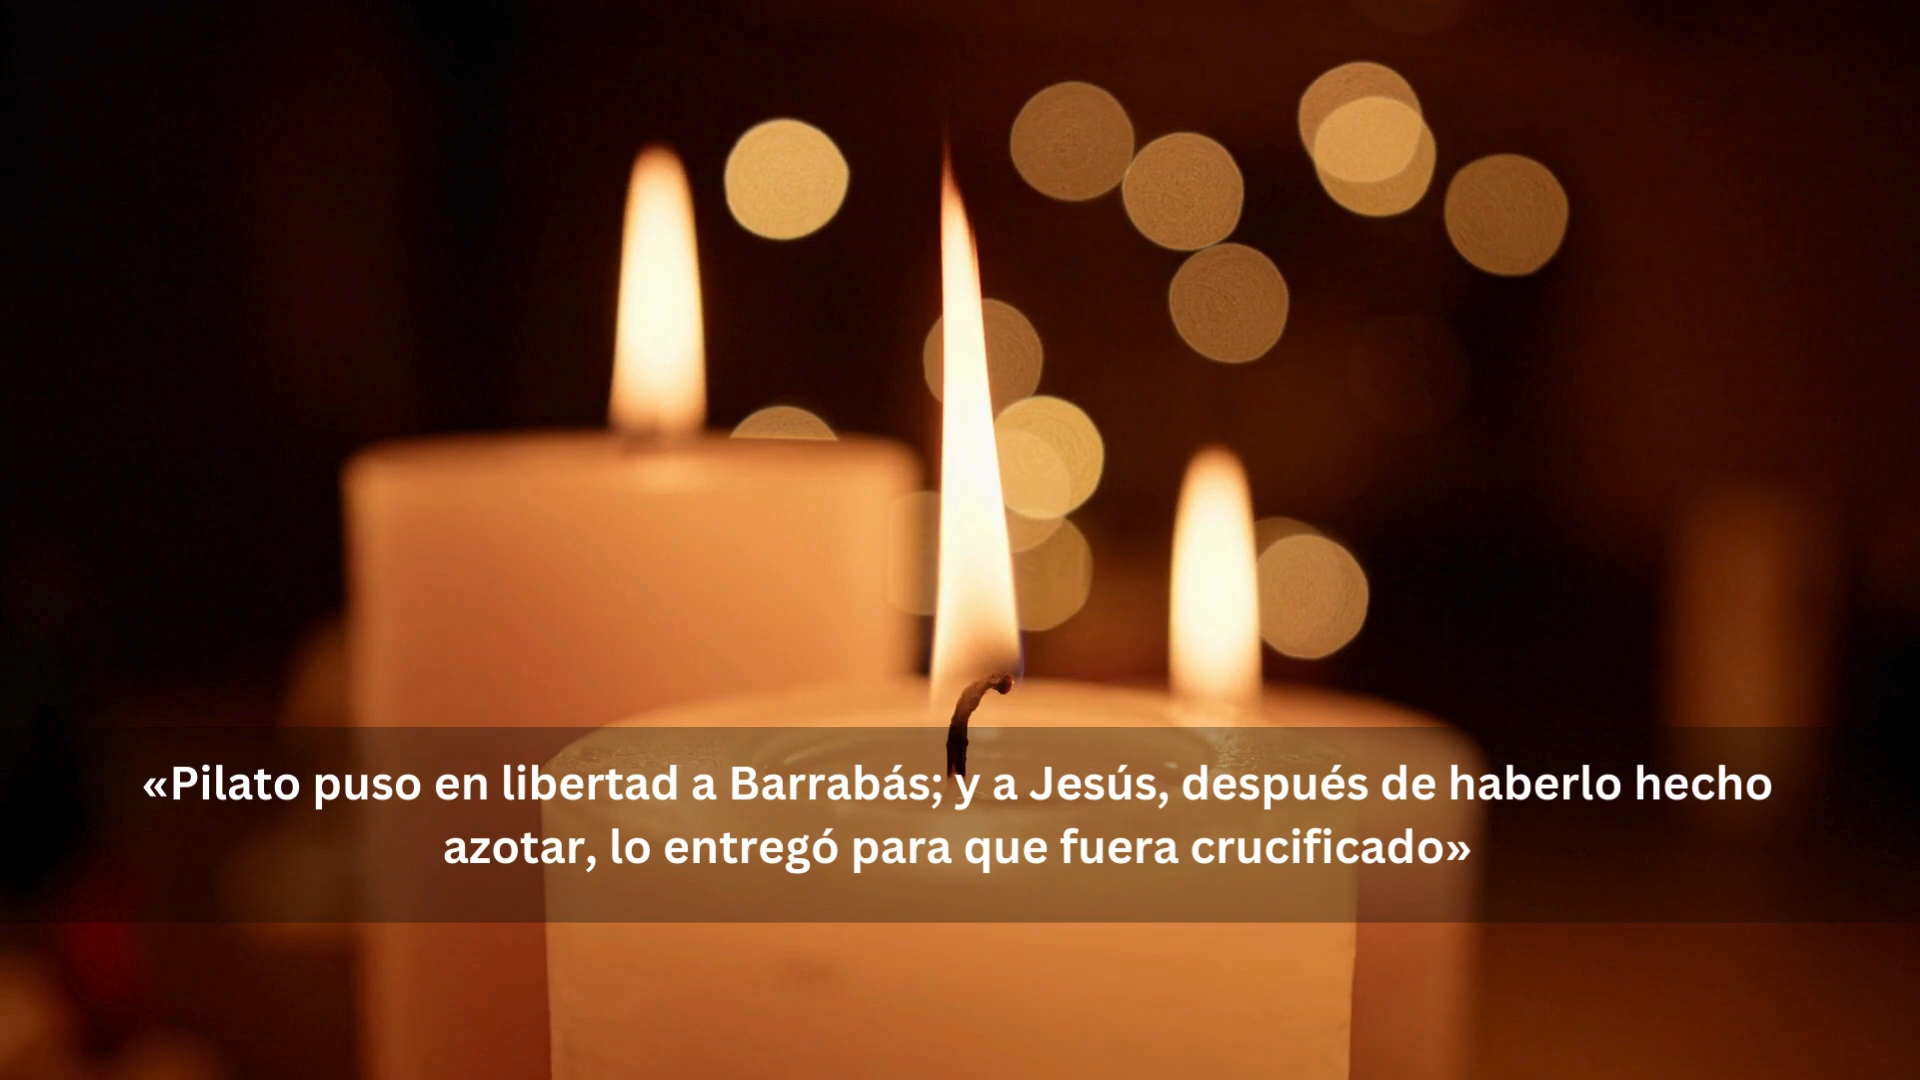 «Pilato puso en libertad a Barrabás; y a Jesús, después de haberlo hecho
azotar, lo entregó para que fuera crucificado»